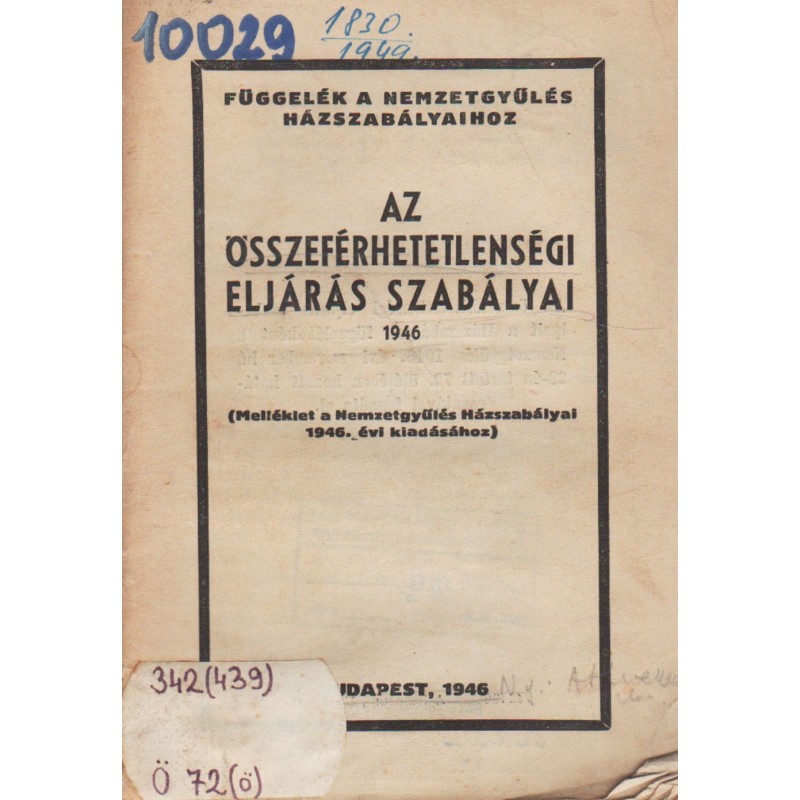 10029 1830.
1949.
FÜGGELÉK A NEMZETGYŰLÉS
HÁZSZABÁLYAIHOZ
AZ
ÖSSZEFÉRHETETLENSÉGI
ELJÁRÁS SZABÁLYAI
1946
(Melléklet a Nemzetgyűlés Házszabályai
1946. évi kiadásához)
342(439)
UDAPEST, 1946 N.y.:
Ö 72(ö)